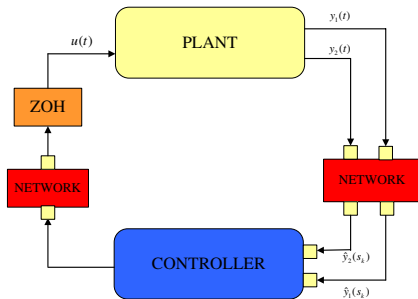 y₁(t)
u(t)
PLANT
y₂(t)
ZOH
NETWORK
NETWORK
CONTROLLER
ŷ₂(sₖ)
ŷ₁(sₖ)